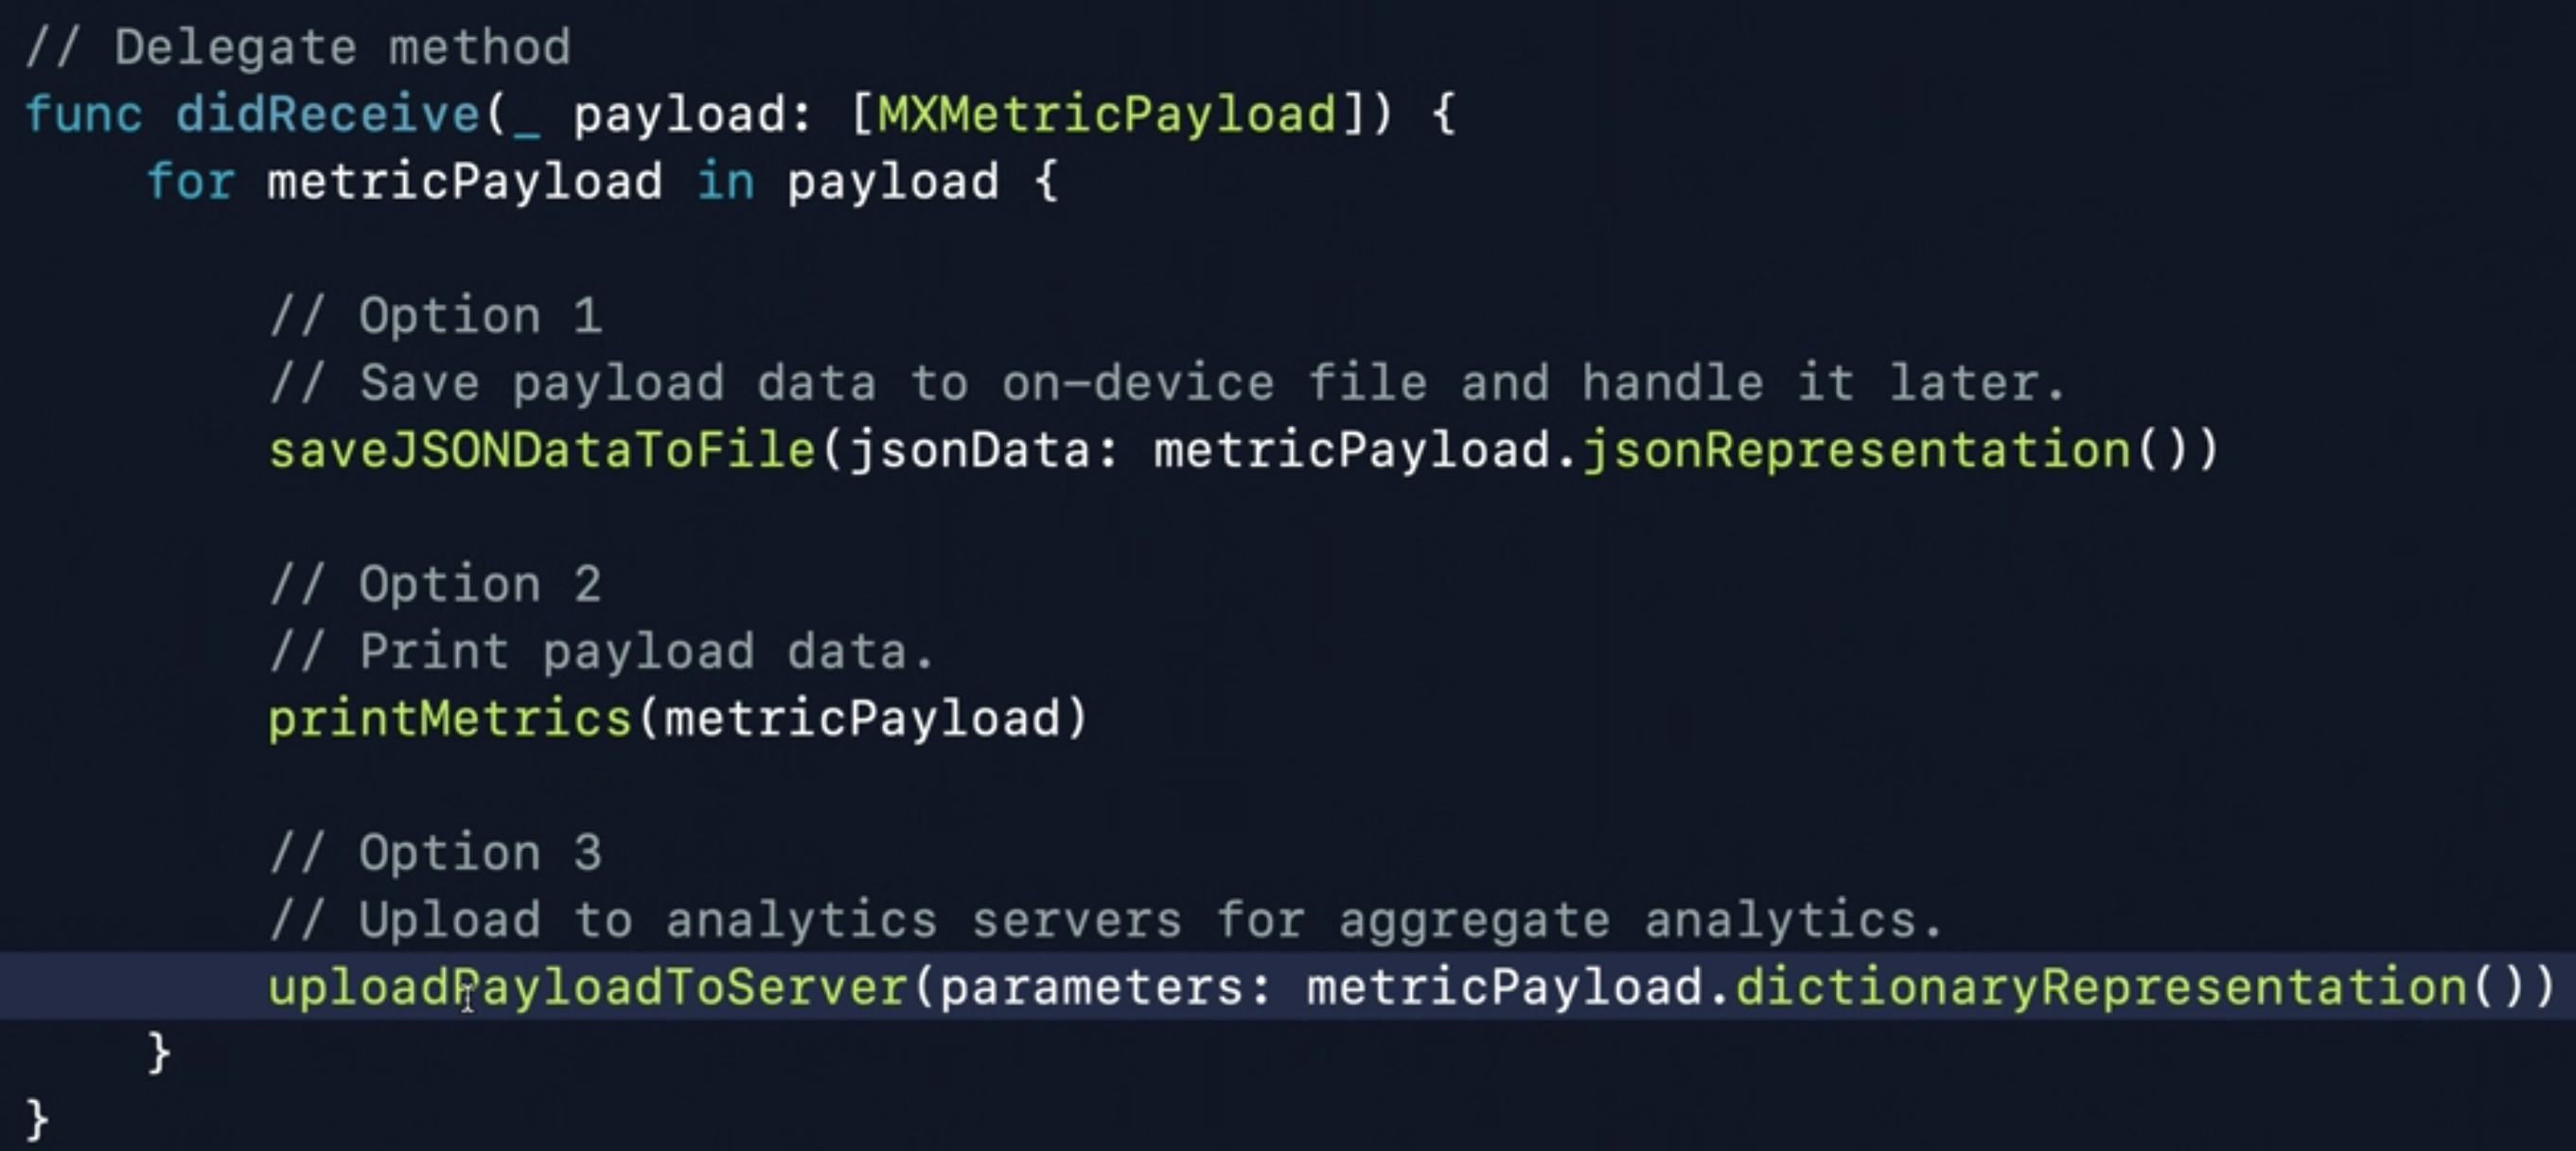 // Delegate method
func didReceive(_ payload: [MXMetricPayload]) {
    for metricPayload in payload {

        // Option 1
        // Save payload data to on-device file and handle it later.
        saveJSONDataToFile(jsonData: metricPayload.jsonRepresentation())

        // Option 2
        // Print payload data.
        printMetrics(metricPayload)

        // Option 3
        // Upload to analytics servers for aggregate analytics.
        uploadPayloadToServer(parameters: metricPayload.dictionaryRepresentation())
    }
}